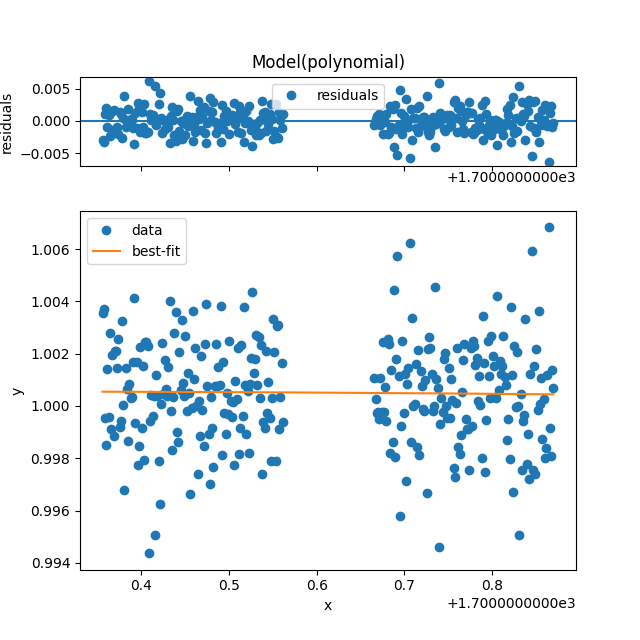 Model(polynomial)
residuals
0.005
0.000
−0.005
residuals
+1.7000000000e3
data
best-fit
y
1.006
1.004
1.002
1.000
0.998
0.996
0.994
0.4 0.5 0.6 0.7 0.8
x
+1.7000000000e3